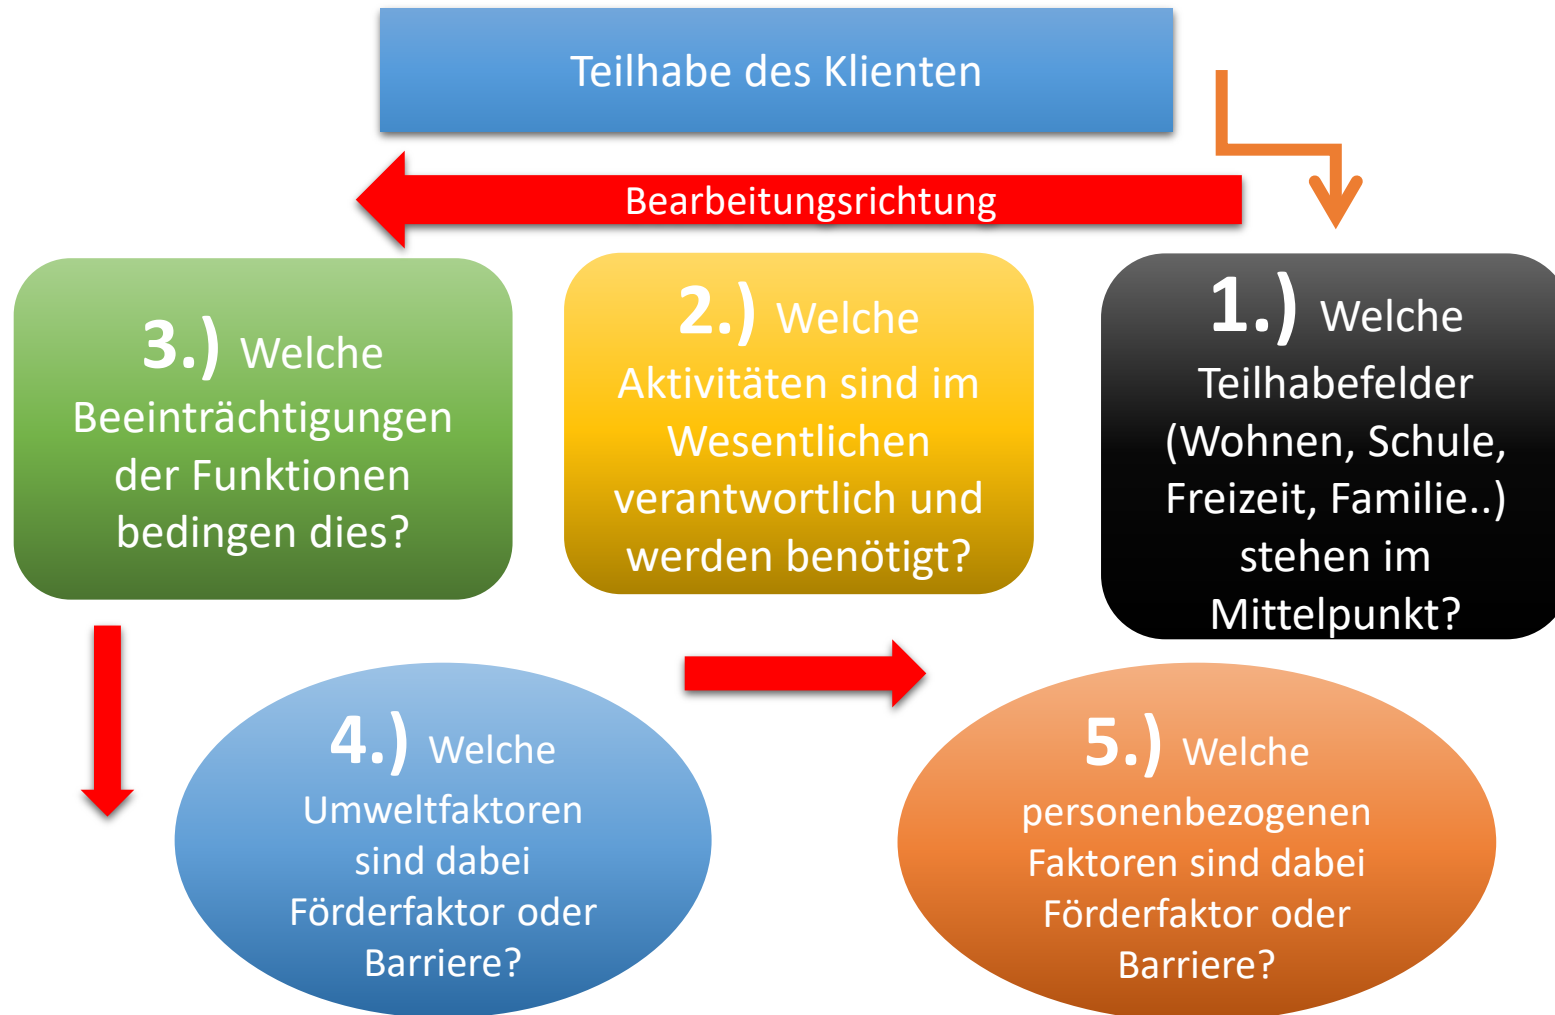 Teilhabe des Klienten
Bearbeitungsrichtung
3.) Welche
Beeinträchtigungen
der Funktionen
bedingen dies?
2.) Welche
Aktivitäten sind im
Wesentlichen
verantwortlich und
werden benötigt?
1.) Welche
Teilhabefelder
(Wohnen, Schule,
Freizeit, Familie..)
stehen im
Mittelpunkt?
4.) Welche
Umweltfaktoren
sind dabei
Förderfaktor oder
Barriere?
5.) Welche
personenbezogenen
Faktoren sind dabei
Förderfaktor oder
Barriere?